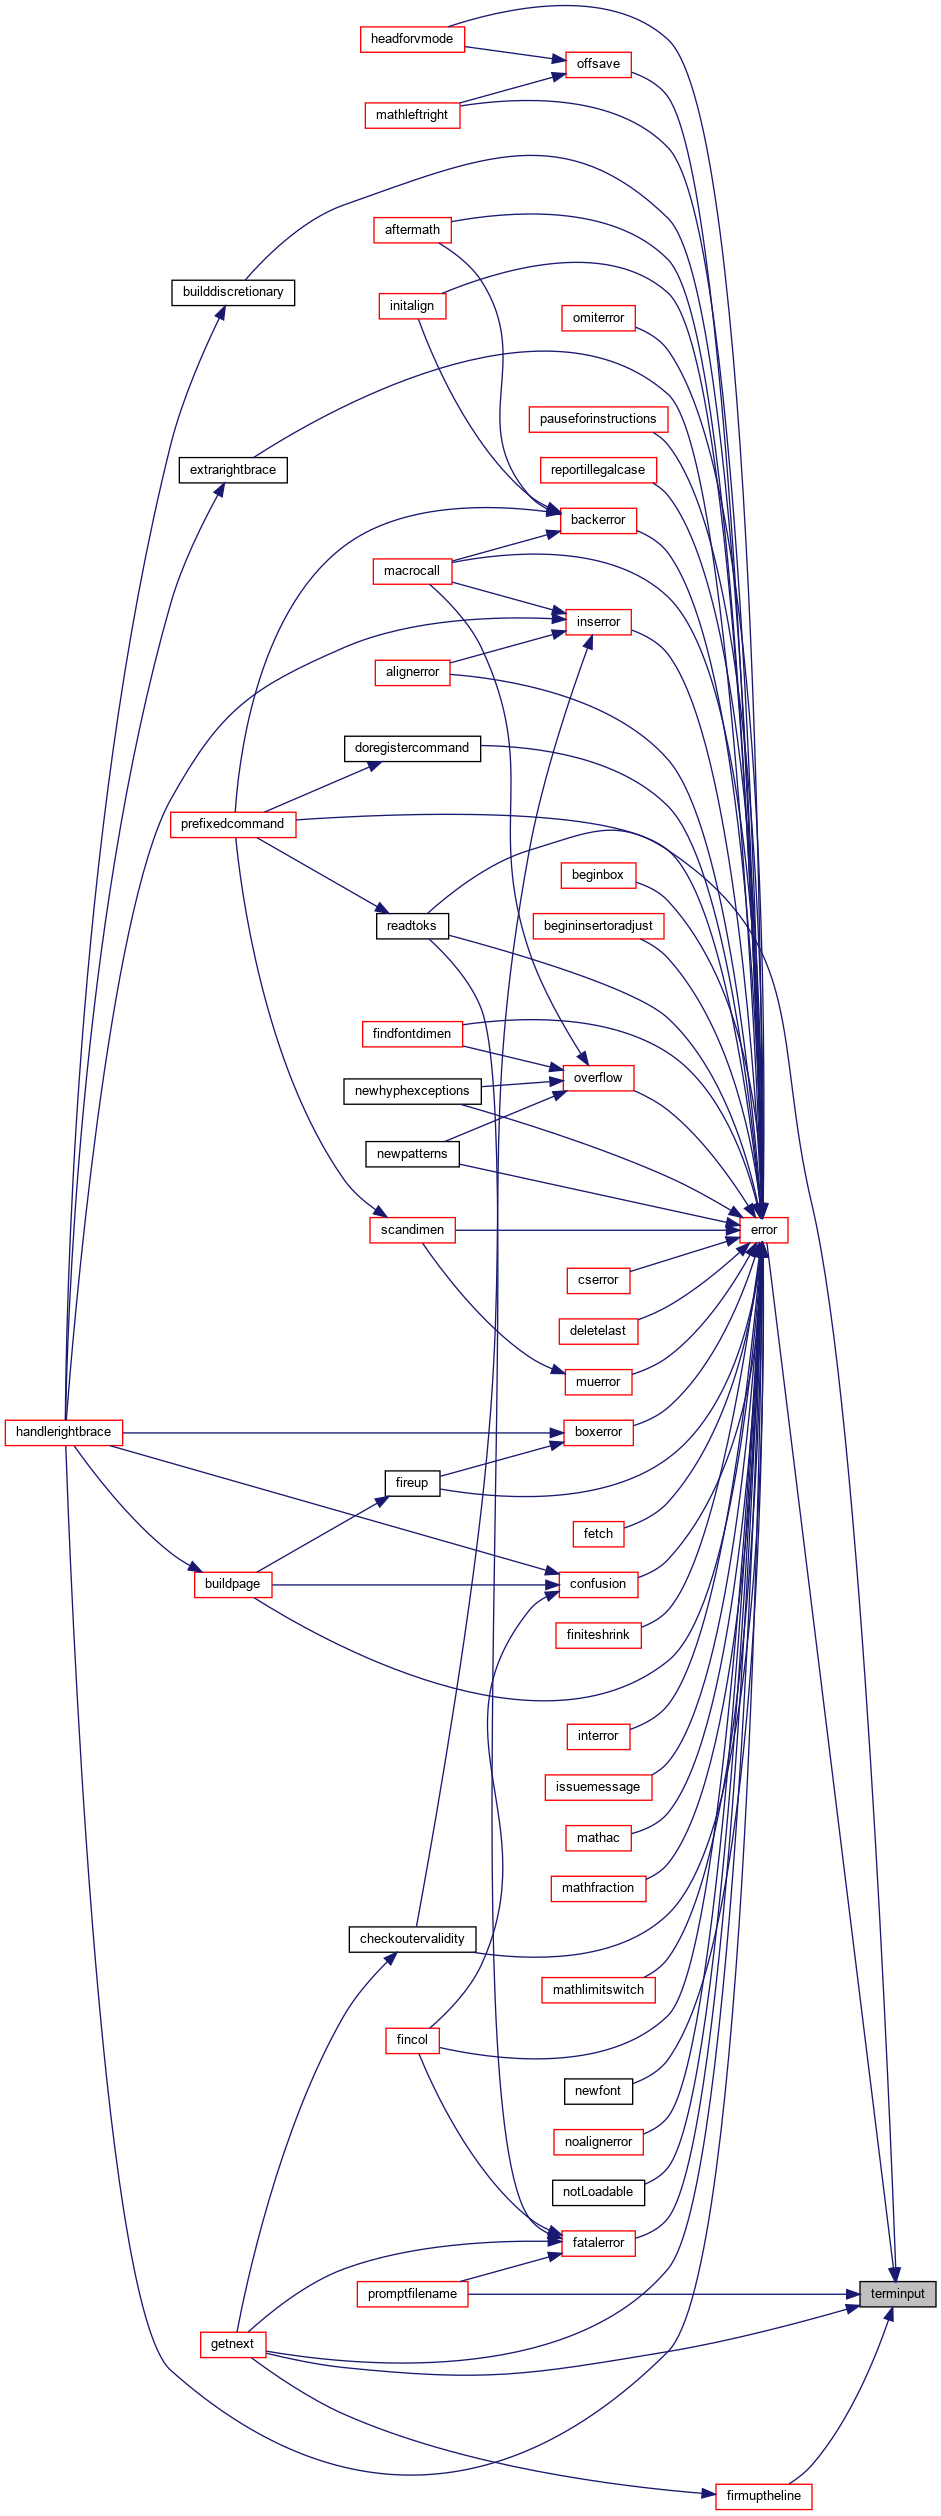 headforvmode
offsave
mathleftright
aftermath
builddiscretionary
initalign
omiterror
pauseforinstructions
extrarightbrace
reportillegalcase
backerror
macrocall
inserror
alignerror
doregistercommand
prefixedcommand
beginbox
readtoks
begininsertoradjust
findfontdimen
overflow
newhyphexceptions
newpatterns
scandimen
error
cserror
deletelast
muerror
handlerightbrace
boxerror
fireup
fetch
buildpage
confusion
finiteshrink
interror
issuemessage
mathac
mathfraction
checkoutervalidity
mathlimitswitch
fincol
newfont
noalignerror
notLoadable
fatalerror
promptfilename
terminput
getnext
firmuptheline